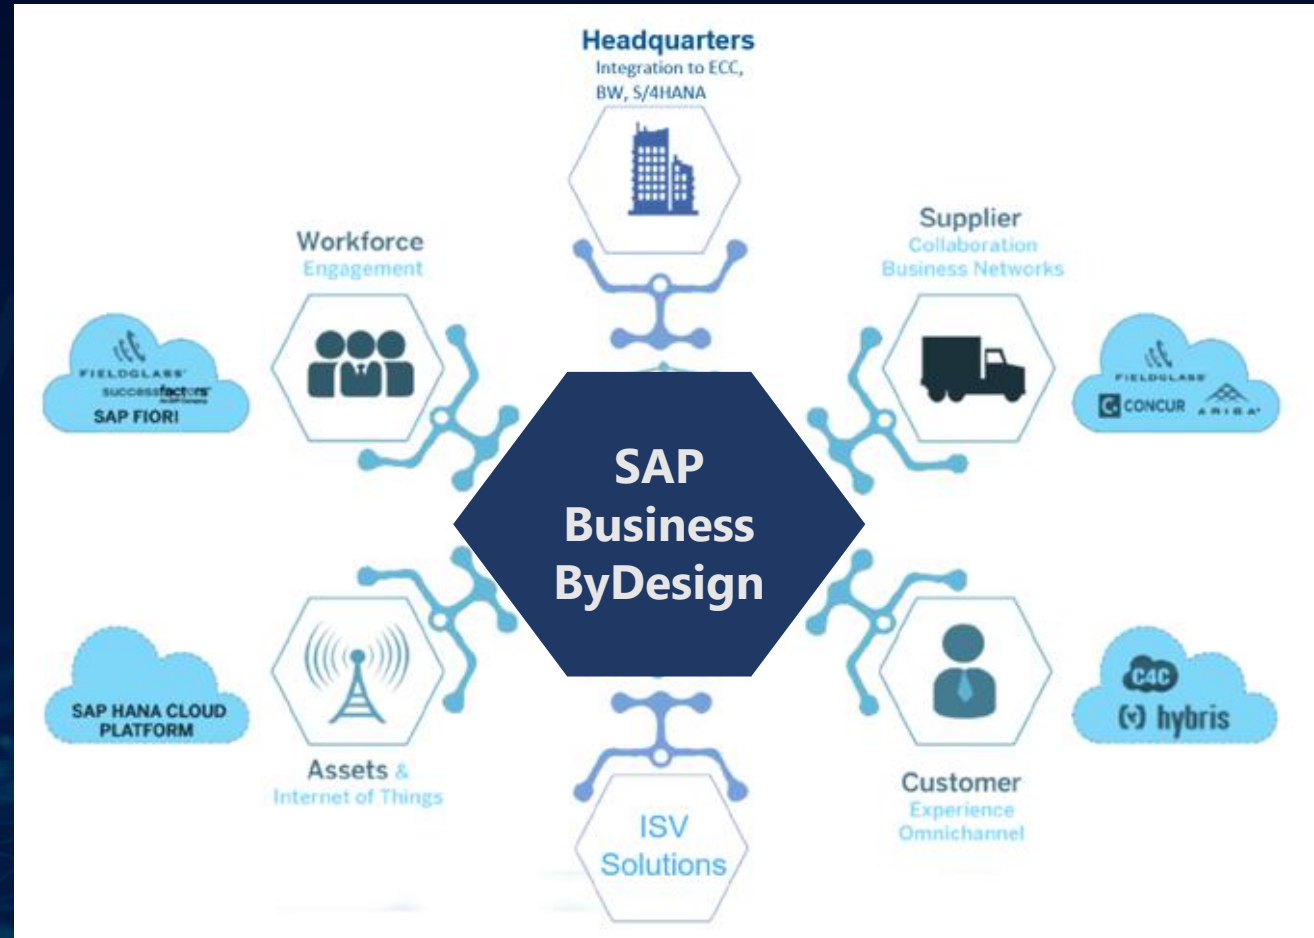 Headquarters
Integration to ECC,
BW, S/4HANA
Workforce
Engagement
Supplier
Collaboration
Business Networks
FIELDGLASS
successfactors
SAP FIORI
FIELDGLASS
CONCUR ARIBA
SAP
Business
ByDesign
SAP HANA CLOUD
PLATFORM
C4C
hybris
Assets &
Internet of Things
Customer
Experience
Omnichannel
ISV
Solutions